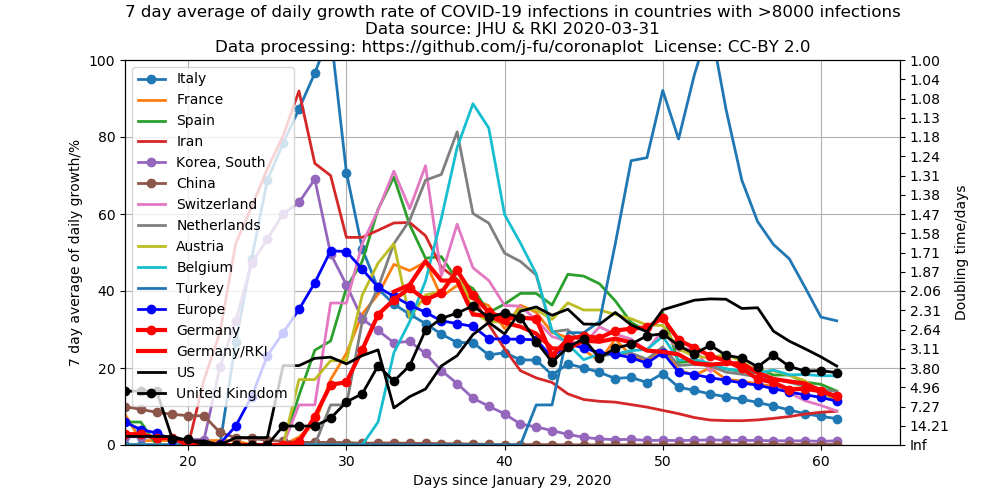 7 day average of daily growth rate of COVID-19 infections in countries with >8000 infections
Data source: JHU & RKI 2020-03-31
Data processing: https://github.com/j-fu/coronaplot  License: CC-BY 2.0
7 day average of daily growth/%
100
80
60
40
20
0
Italy
France
Spain
Iran
Korea, South
China
Switzerland
Netherlands
Austria
Belgium
Turkey
Europe
Germany
Germany/RKI
US
United Kingdom
1.00
1.04
1.08
1.13
1.18
1.24
1.31
1.38
1.47
1.58
1.71
1.87
2.06
2.31
2.64
3.11
3.80
4.96
7.27
14.21
Inf
Doubling time/days
20
30
40
50
60
Days since January 29, 2020